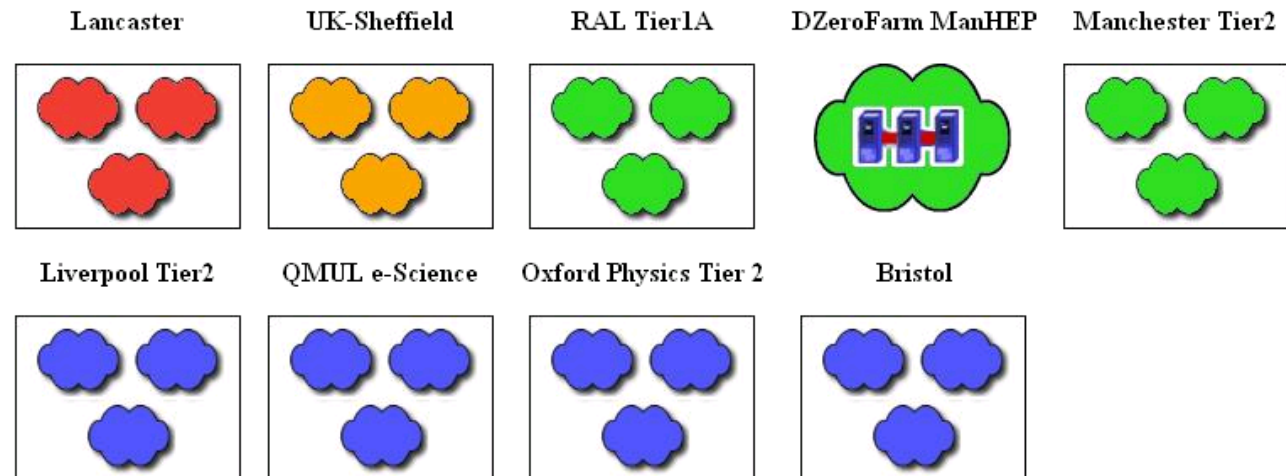 Lancaster
UK-Sheffield
RAL Tier1A
DZeroFarm ManHEP
Manchester Tier2
Liverpool Tier2
QMUL e-Science
Oxford Physics Tier 2
Bristol